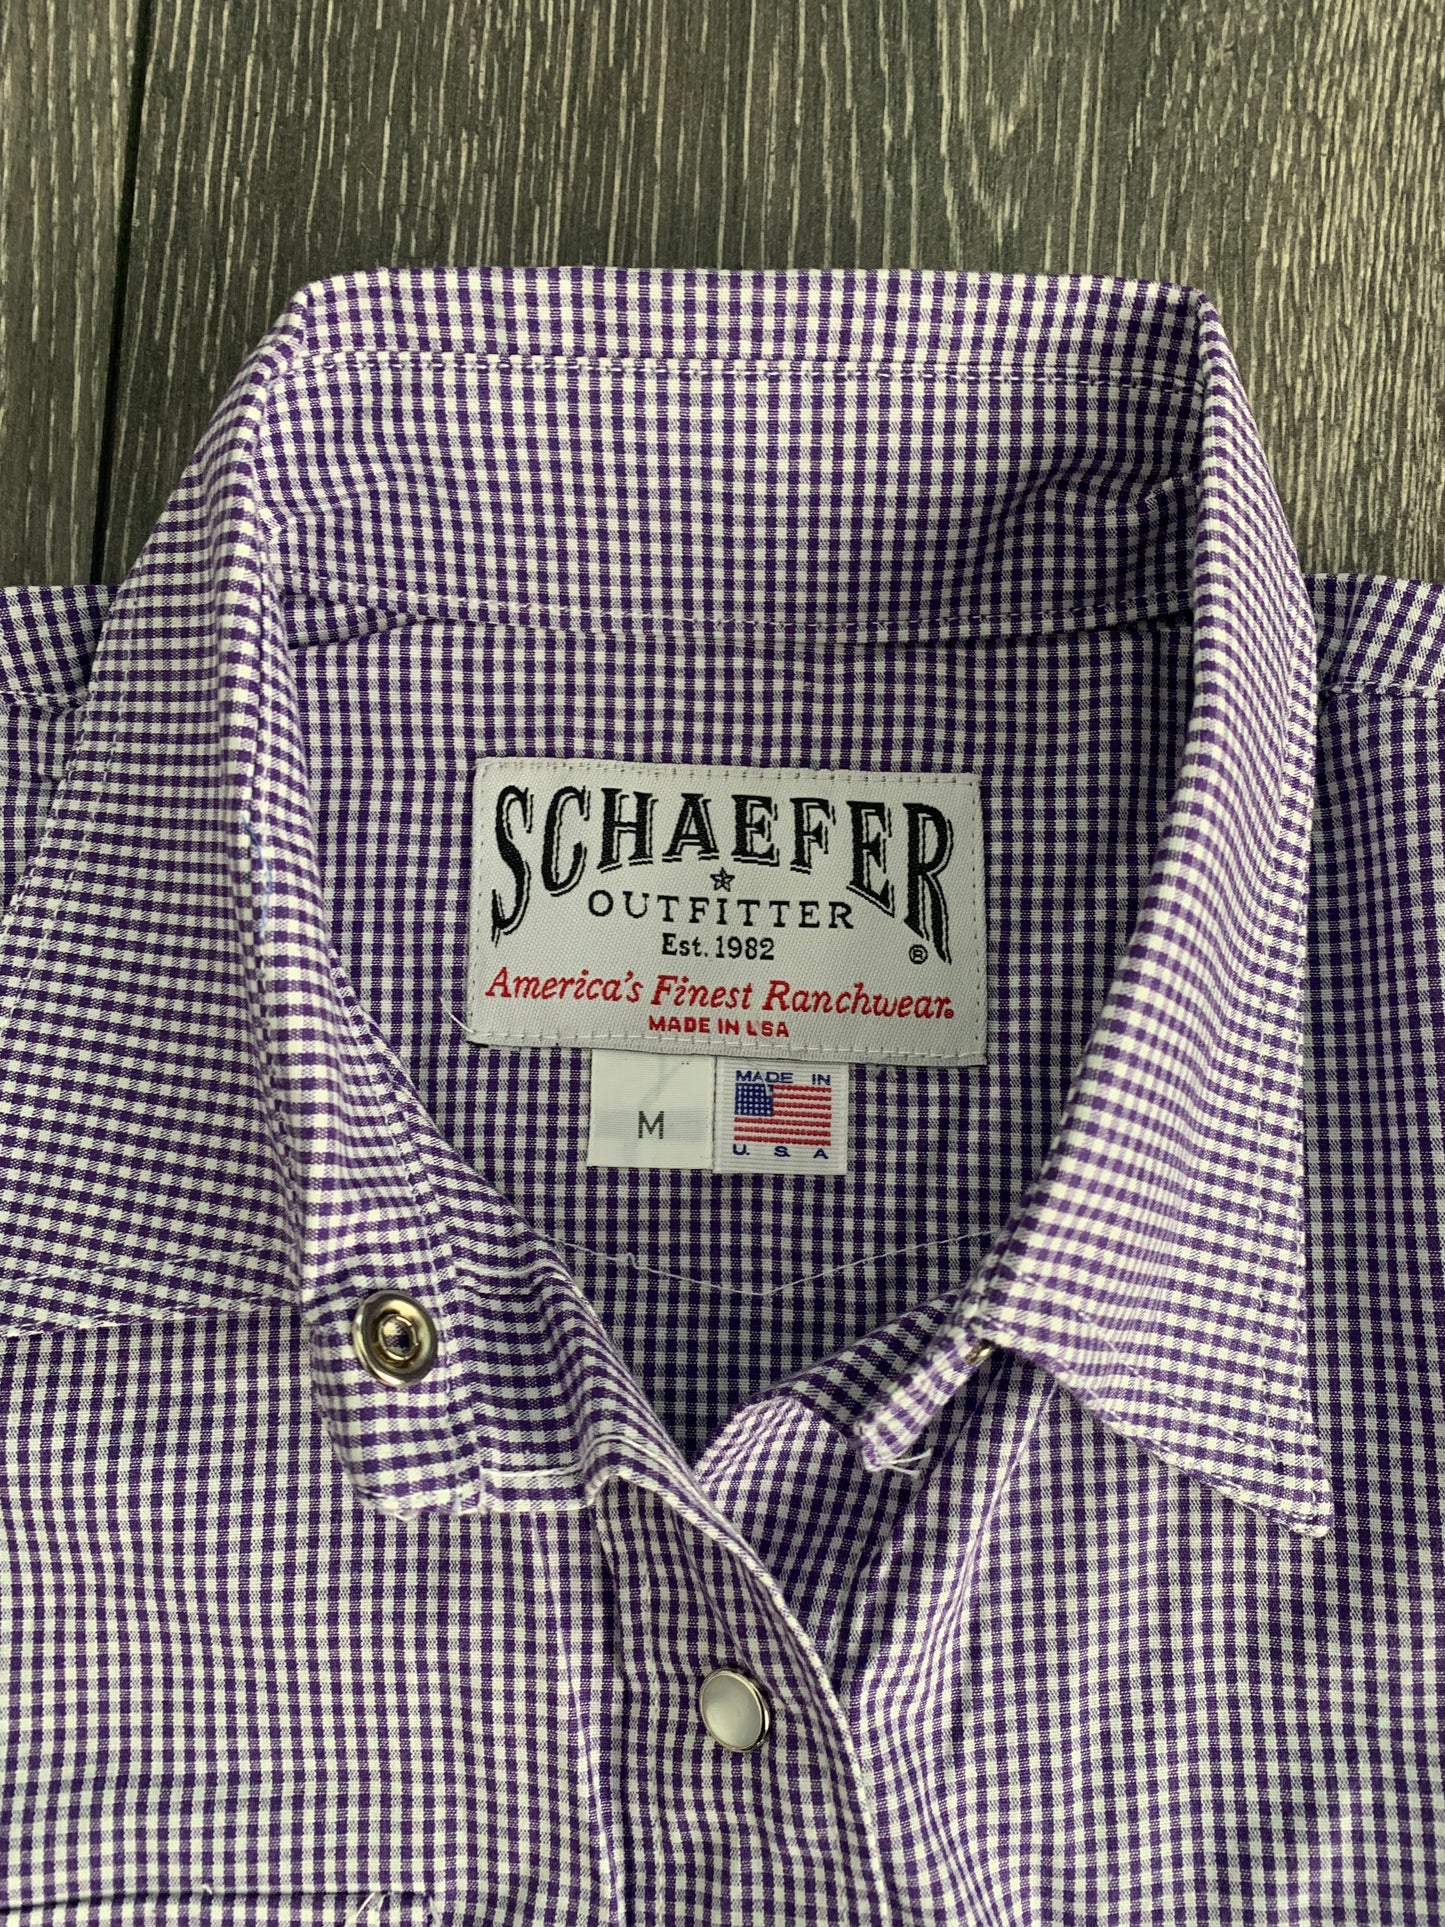 SCHAEFER
OUTFITTER
Est. 1982
®
America's Finest Ranchwear®
MADE IN USA
M
MADE IN
U. S. A